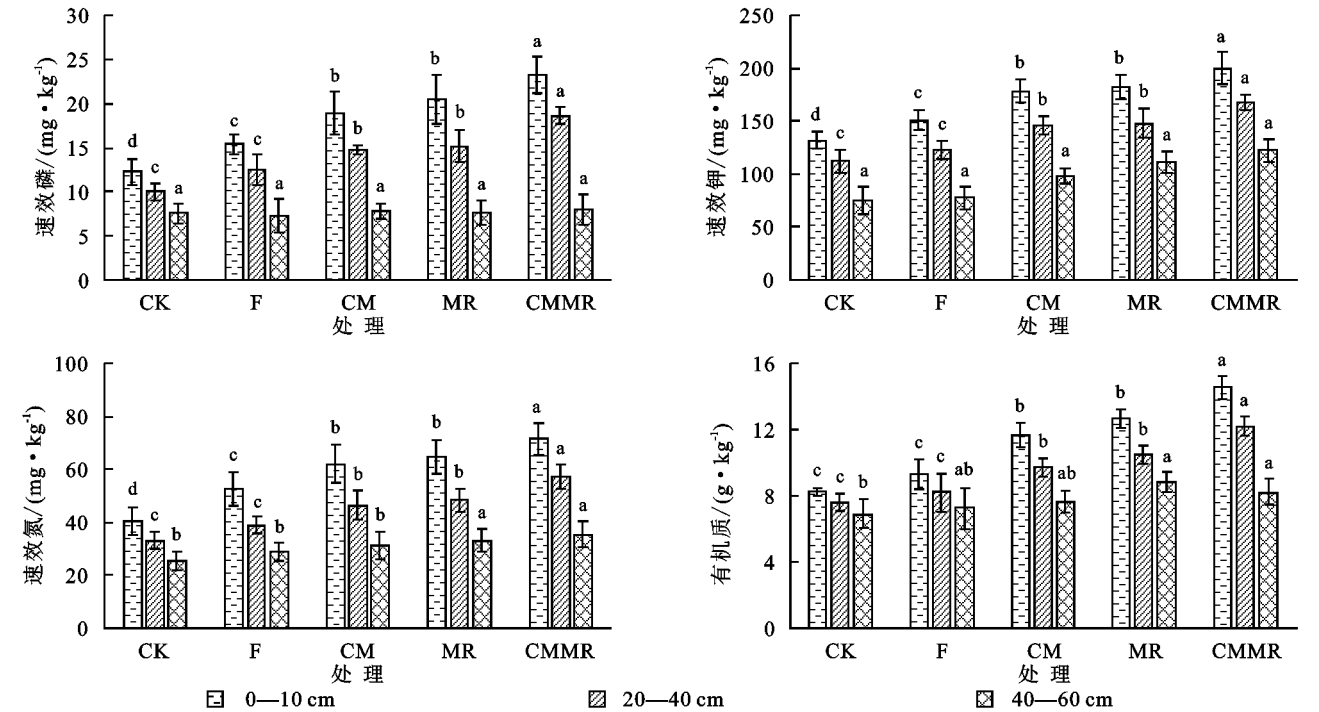 30
25
20
15
10
5
0
速效磷/(mg·kg⁻¹)
d c a
c c a
b b a
b b a
a a a
CK F CM MR CMMR
处 理
250
200
150
100
50
0
速效钾/(mg·kg⁻¹)
d c a
c c a
b b a
b b a
a a a
CK F CM MR CMMR
处 理
100
80
60
40
20
0
速效氮/(mg·kg⁻¹)
d c b
c c b
b b b
b b a
a a a
CK F CM MR CMMR
处 理
16
12
8
4
0
有机质/(g·kg⁻¹)
c c b
c c ab
b b ab
b b a
a a a
CK F CM MR CMMR
处 理
0—10 cm 20—40 cm 40—60 cm